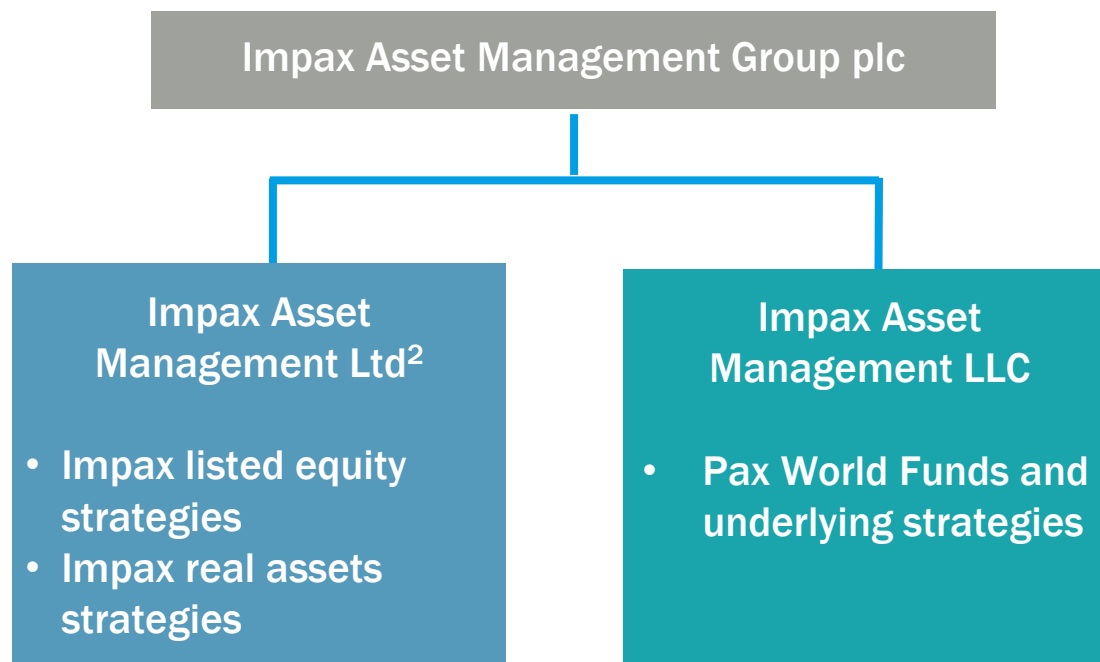 Impax Asset Management Group plc
Impax Asset
Management Ltd²
• Impax listed equity
strategies
• Impax real assets
strategies
Impax Asset
Management LLC
• Pax World Funds and
underlying strategies